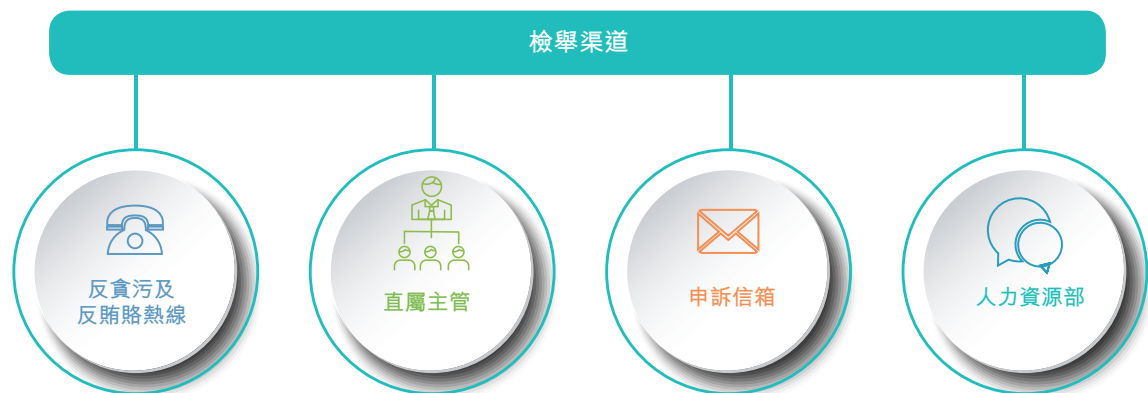 檢舉渠道
反貪污及
反賄賂熱線
直屬主管
申訴信箱
人力資源部